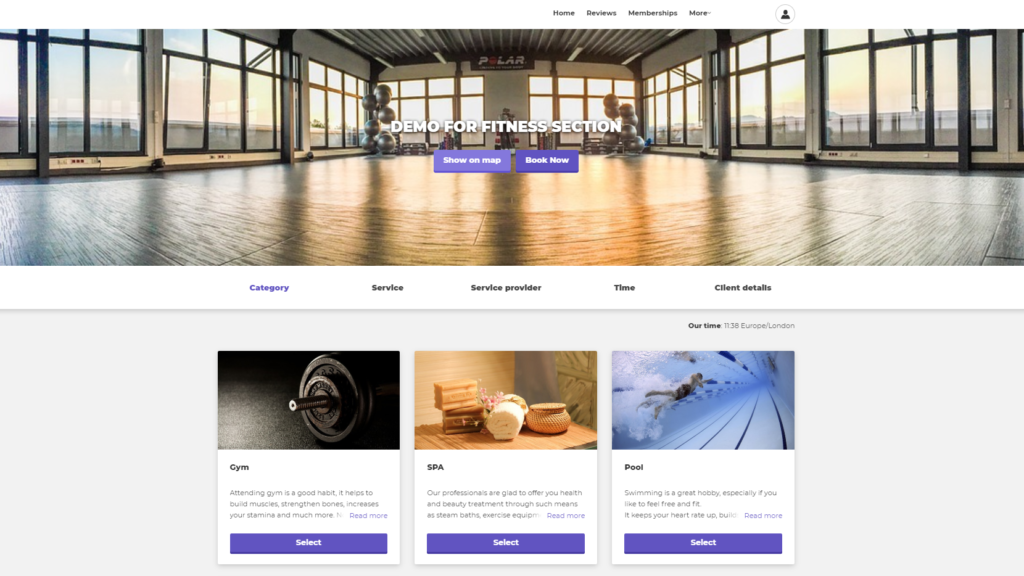 Home Reviews Memberships More
POLAR
DEMO FOR FITNESS SECTION
Show on map Book Now
Category Service Service provider Time Client details
Our time: 11:38 Europe/London
Gym
Attending gym is a good habit, it helps to
build muscles, strengthen bones, increases
your stamina and much more. Read more
Select
SPA
Our professionals are glad to offer you health
and beauty treatment through such means
as steam baths, exercise Read more
Select
Pool
Swimming is a great hobby, especially if you
like to feel free and fit.
It keeps your heart rate up, Read more
Select